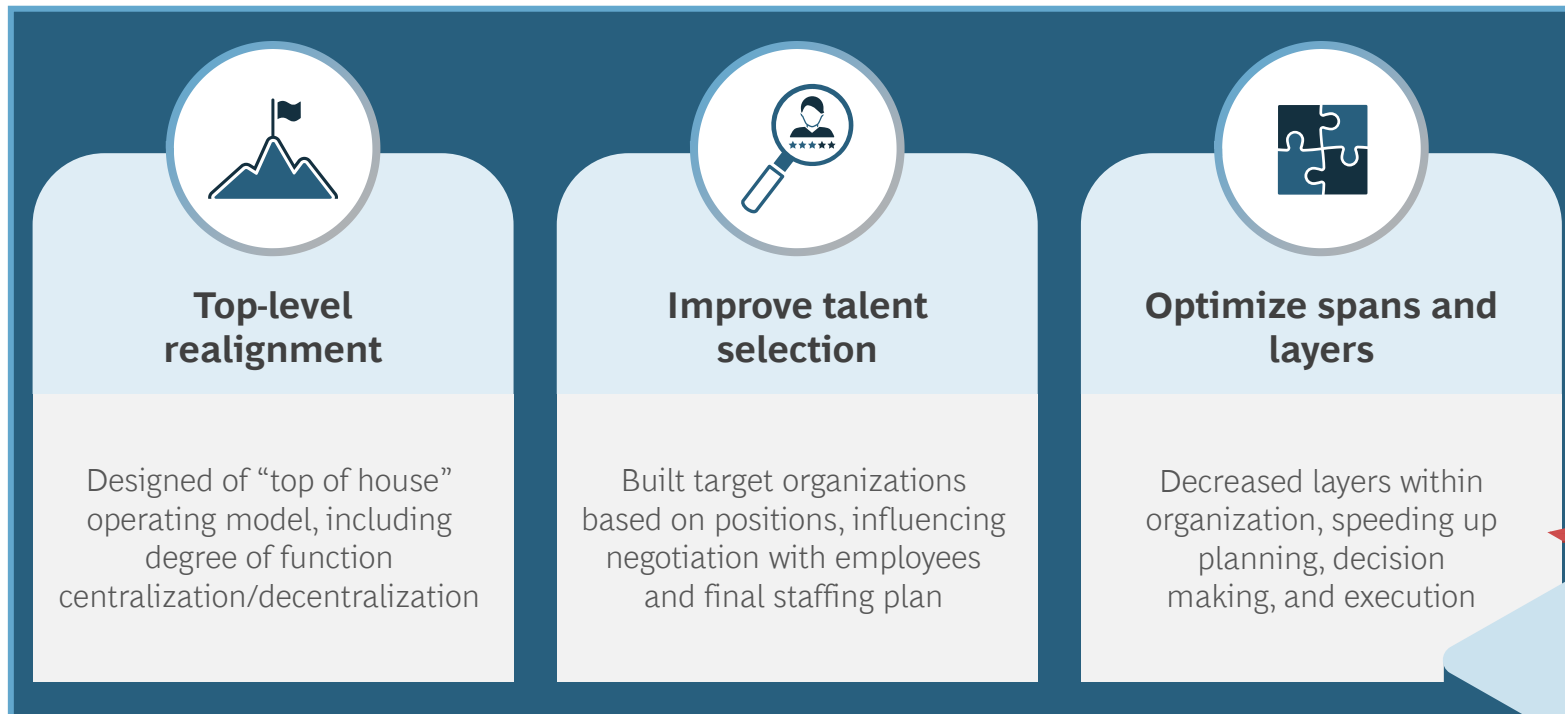 Top-level
realignment
Designed of “top of house”
operating model, including
degree of function
centralization/decentralization
Improve talent
selection
Built target organizations
based on positions, influencing
negotiation with employees
and final staffing plan
Optimize spans and
layers
Decreased layers within
organization, speeding up
planning, decision
making, and execution